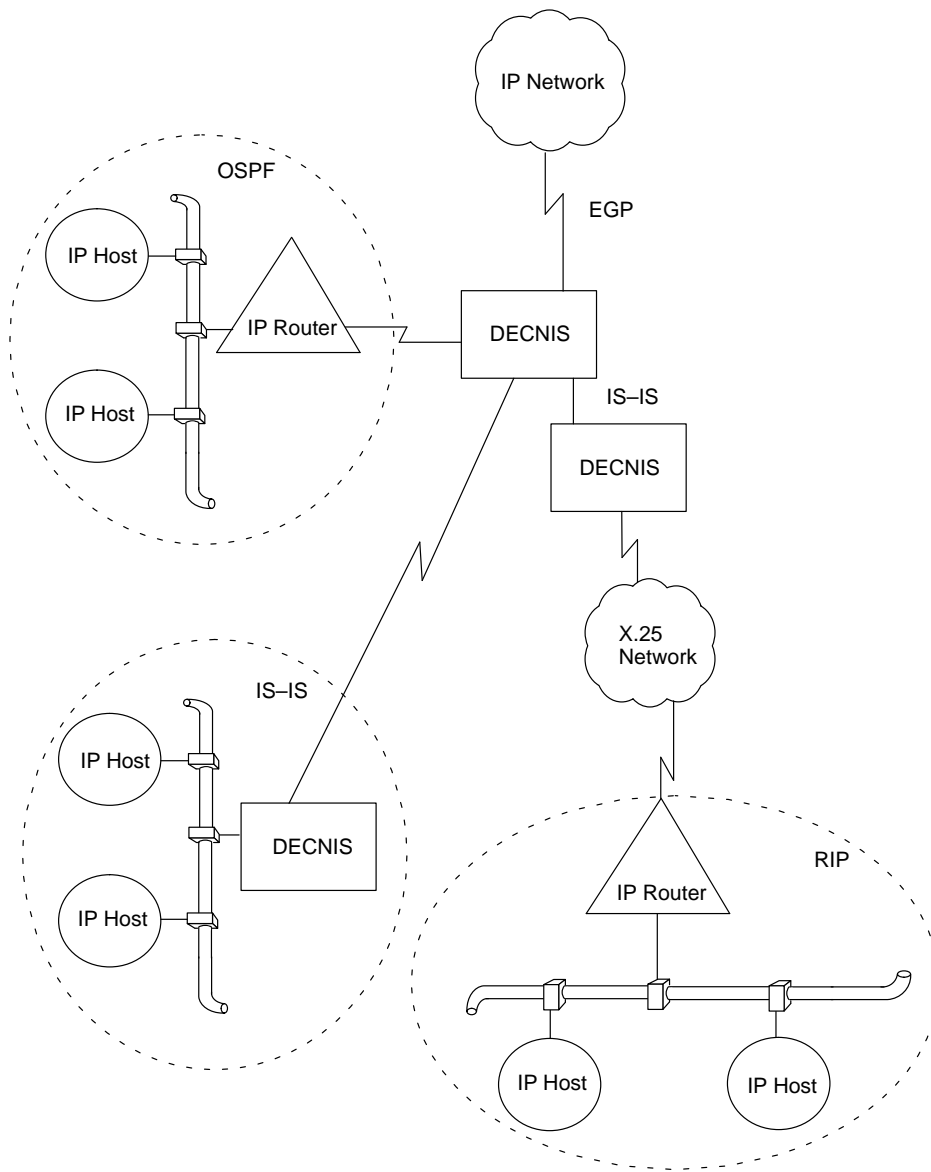 IP Network
OSPF
EGP
IP Host
IP Router
DECNIS
IP Host
IS–IS
DECNIS
X.25
Network
IS–IS
IP Host
DECNIS
RIP
IP Router
IP Host
IP Host
IP Host